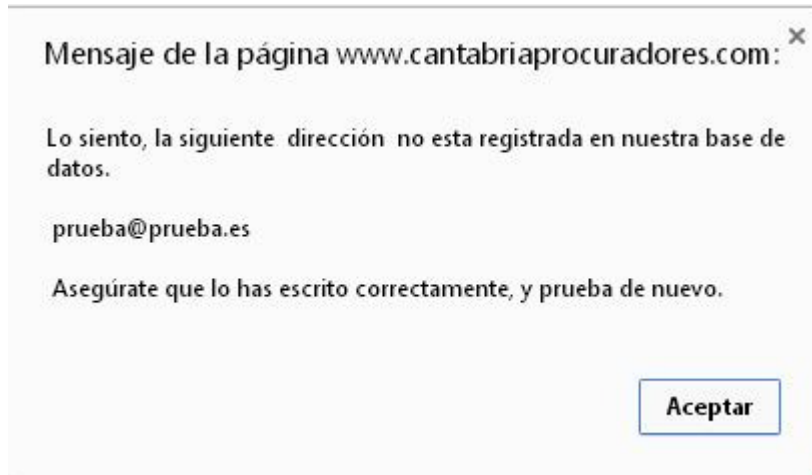 Mensaje de la página www.cantabriaprocuradores.com:
Lo siento, la siguiente dirección no esta registrada en nuestra base de
datos.
prueba@prueba.es
Asegúrate que lo has escrito correctamente, y prueba de nuevo.
Aceptar